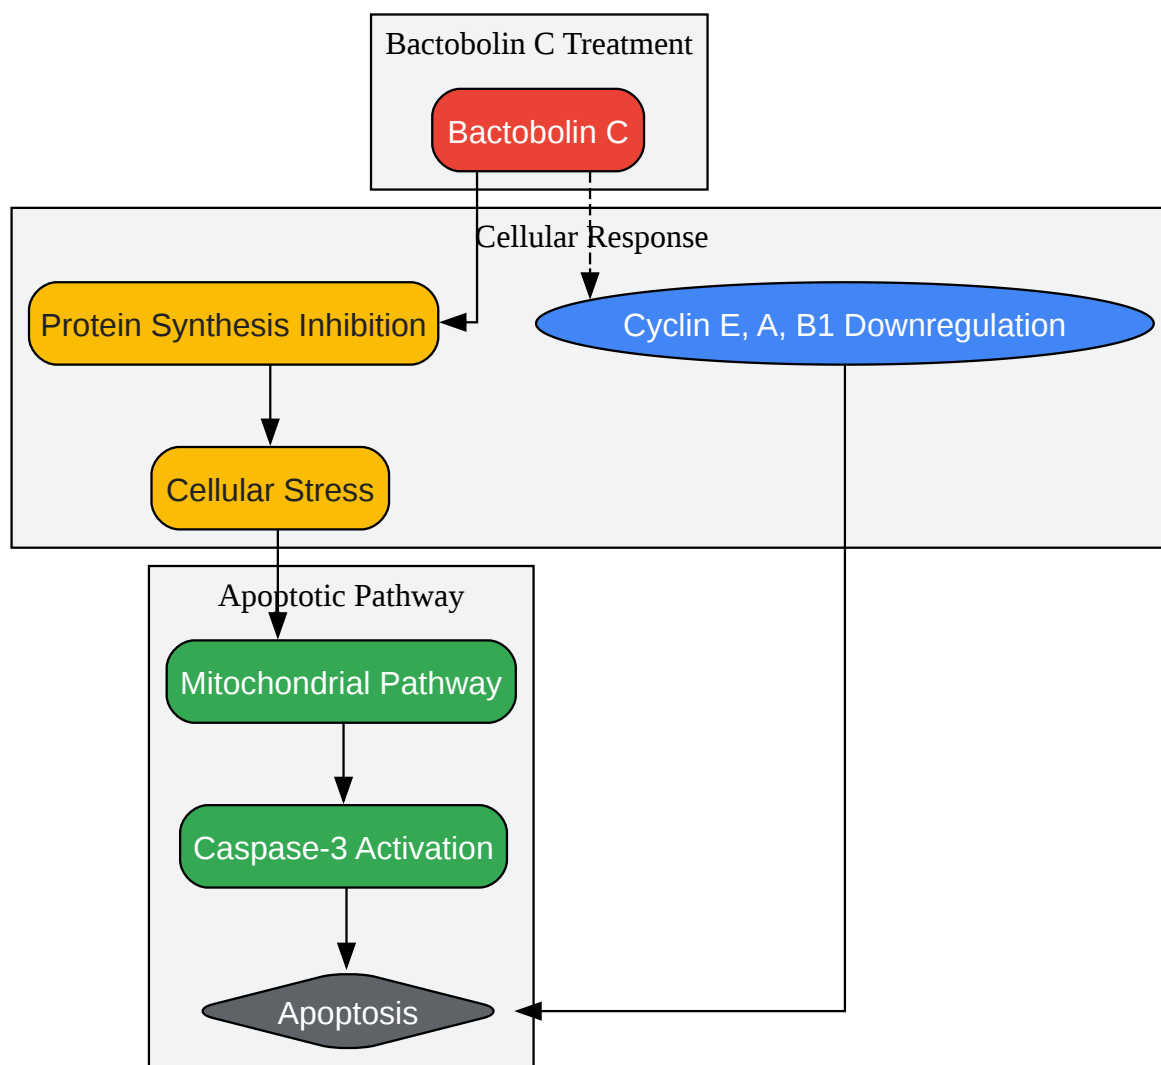 Bactobolin C Treatment
Bactobolin C
Cellular Response
Protein Synthesis Inhibition
Cyclin E, A, B1 Downregulation
Cellular Stress
Apoptotic Pathway
Mitochondrial Pathway
Caspase-3 Activation
Apoptosis